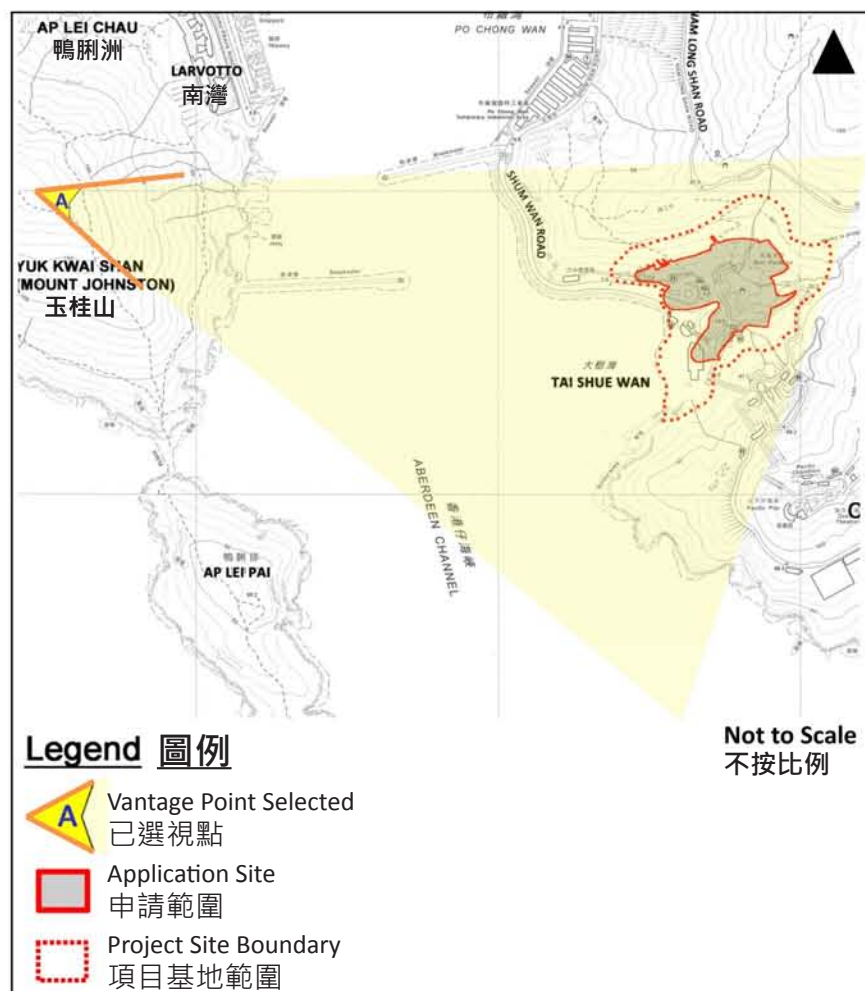 AP LEI CHAU
鴨脷洲
LARVOTTO
南灣
PO CHONG WAN
NAM LONG SHAN ROAD
SHUM WAN ROAD
A
YUK KWAI SHAN
(MOUNT JOHNSTON)
玉桂山
大樹灣
TAI SHUE WAN
香港仔海峽
ABERDEEN CHANNEL
鴨脷排
AP LEI PAI
Not to Scale
不按比例
Legend 圖例
A
Vantage Point Selected
已選視點
Application Site
申請範圍
Project Site Boundary
項目基地範圍